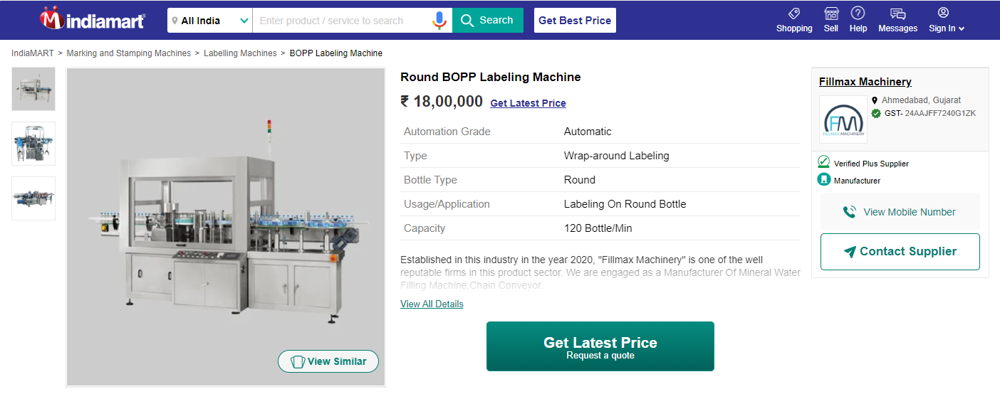 indiamart
All India
Enter product / service to search
Search
Get Best Price
Shopping
Sell
Help
Messages
Sign In
IndiaMART > Marking and Stamping Machines > Labelling Machines > BOPP Labeling Machine
Round BOPP Labeling Machine
₹ 18,00,000 Get Latest Price
Automation Grade Automatic
Type Wrap-around Labeling
Bottle Type Round
Usage/Application Labeling On Round Bottle
Capacity 120 Bottle/Min
Established in this industry in the year 2020, "Fillmax Machinery" is one of the well
reputable firms in this product sector. We are engaged as a Manufacturer Of Mineral Water
Filling Machine,Chain Conveyor.
View All Details
Get Latest Price
Request a quote
View Similar
Fillmax Machinery
FM
FILLMAX MACHINERY
Ahmedabad, Gujarat
GST- 24AAJFF7240G1ZK
Verified Plus Supplier
Manufacturer
View Mobile Number
Contact Supplier